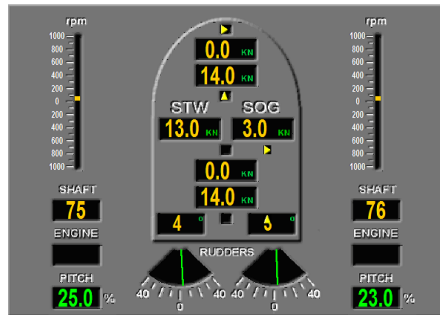 rpm
1000
800
600
400
200
0
200
400
600
800
1000
SHAFT
75
ENGINE
PITCH
25.0 %
0.0 KN
14.0 KN
STW SOG
13.0 KN 3.0 KN
0.0 KN
14.0 KN
4 ° 5 °
RUDDERS
40 40 40 40
0 0
rpm
1000
800
600
400
200
0
200
400
600
800
1000
SHAFT
76
ENGINE
PITCH
23.0 %